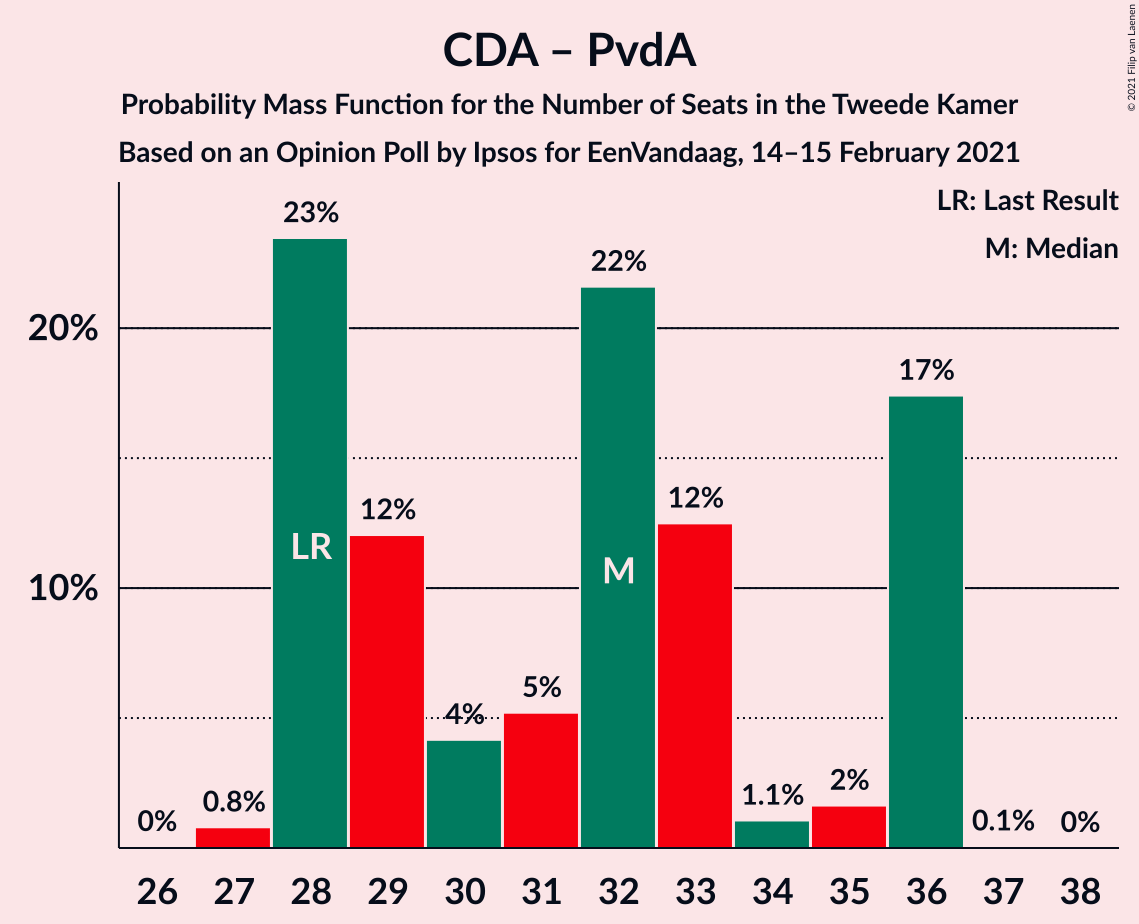 CDA – PvdA
Probability Mass Function for the Number of Seats in the Tweede Kamer
Based on an Opinion Poll by Ipsos for EenVandaag, 14–15 February 2021
© 2021 Filip van Laenen
LR: Last Result
M: Median
20%
10%
0%
0.8%
23%
12%
4%
5%
22%
12%
1.1%
2%
17%
0.1%
0%
LR
M
26 27 28 29 30 31 32 33 34 35 36 37 38